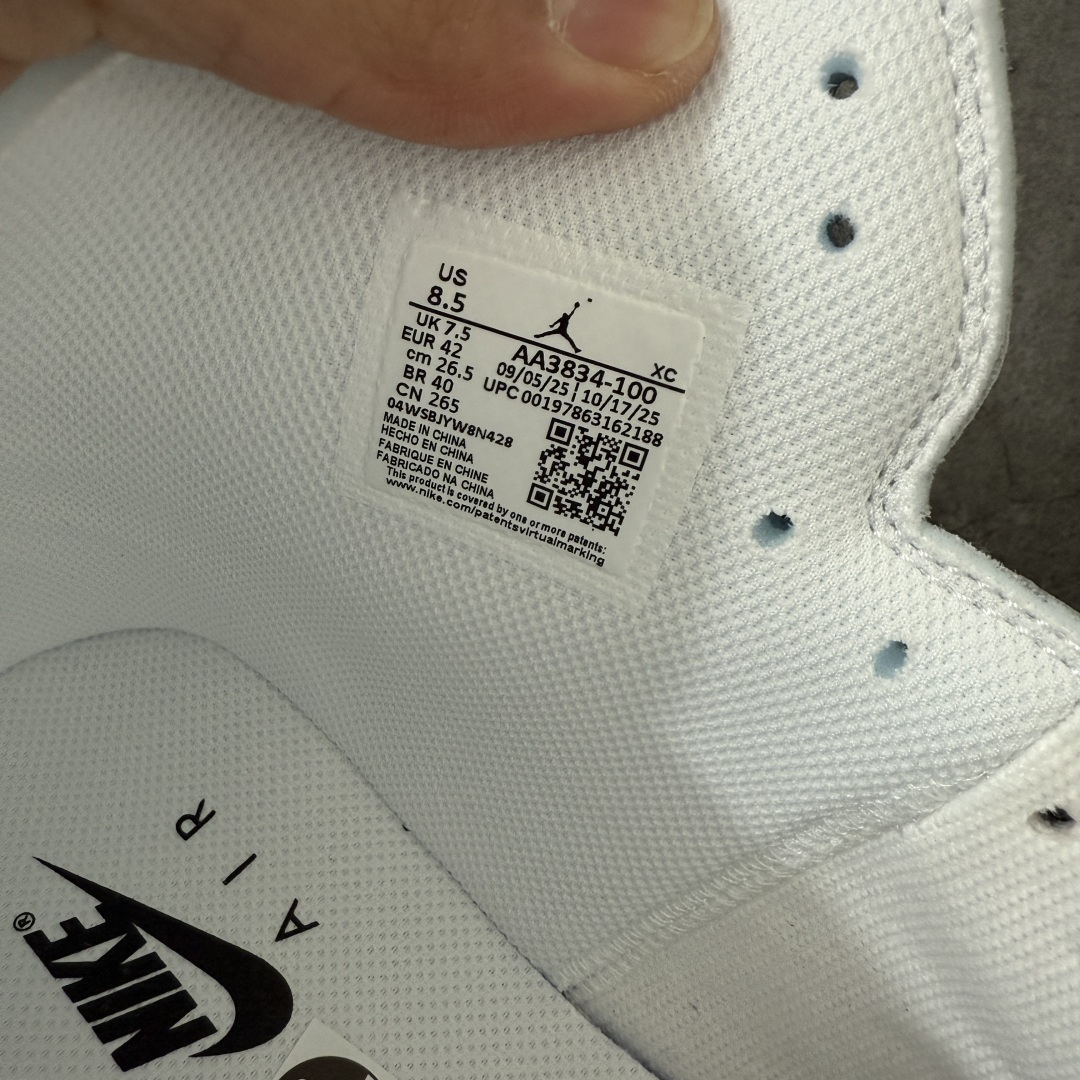 US
8.5
UK 7.5
EUR 42
cm 26.5
BR 40
CN 265
AA3834-100 XC
09/05/25 | 10/17/25
UPC 00197863162188
04WSBJYW8N428
MADE IN CHINA
HECHO EN CHINA
FABRIQUE EN CHINE
FABRICADO NA CHINA
This product is covered by one or more patents:
www.nike.com/patentsvirtualmarking
AIR
NIKE®